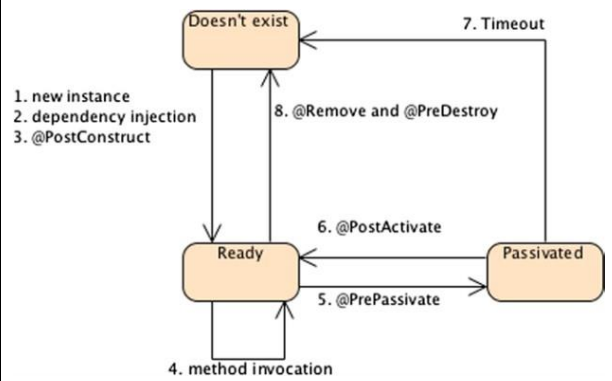 Doesn't exist
7. Timeout
1. new instance
2. dependency injection
3. @PostConstruct
8. @Remove and @PreDestroy
6. @PostActivate
Ready
Passivated
5. @PrePassivate
4. method invocation